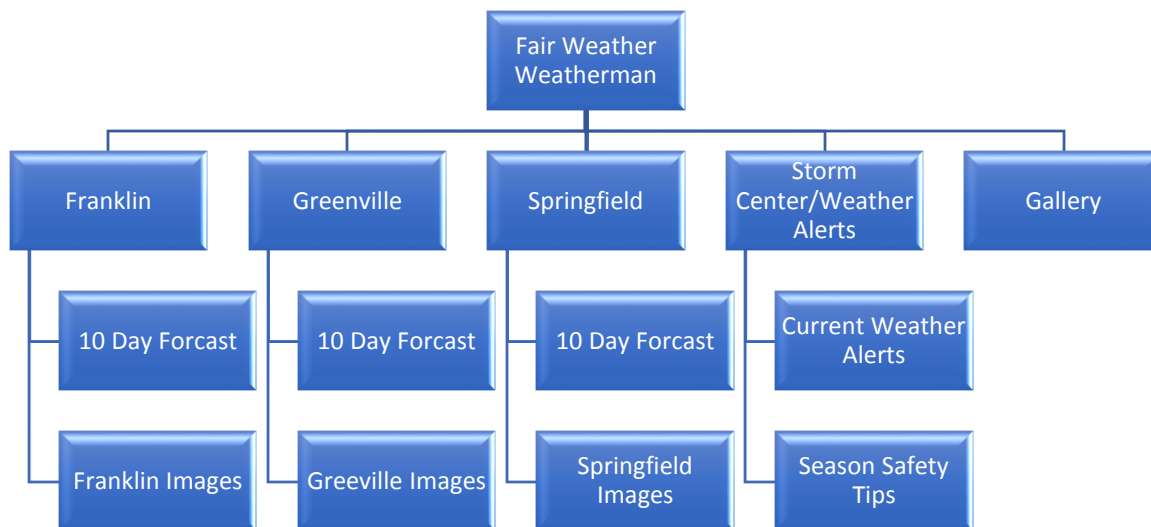 Fair Weather
Weatherman
Franklin
Greenville
Springfield
Storm
Center/Weather
Alerts
Gallery
10 Day Forcast
10 Day Forcast
10 Day Forcast
Current Weather
Alerts
Franklin Images
Greeville Images
Springfield
Images
Season Safety
Tips